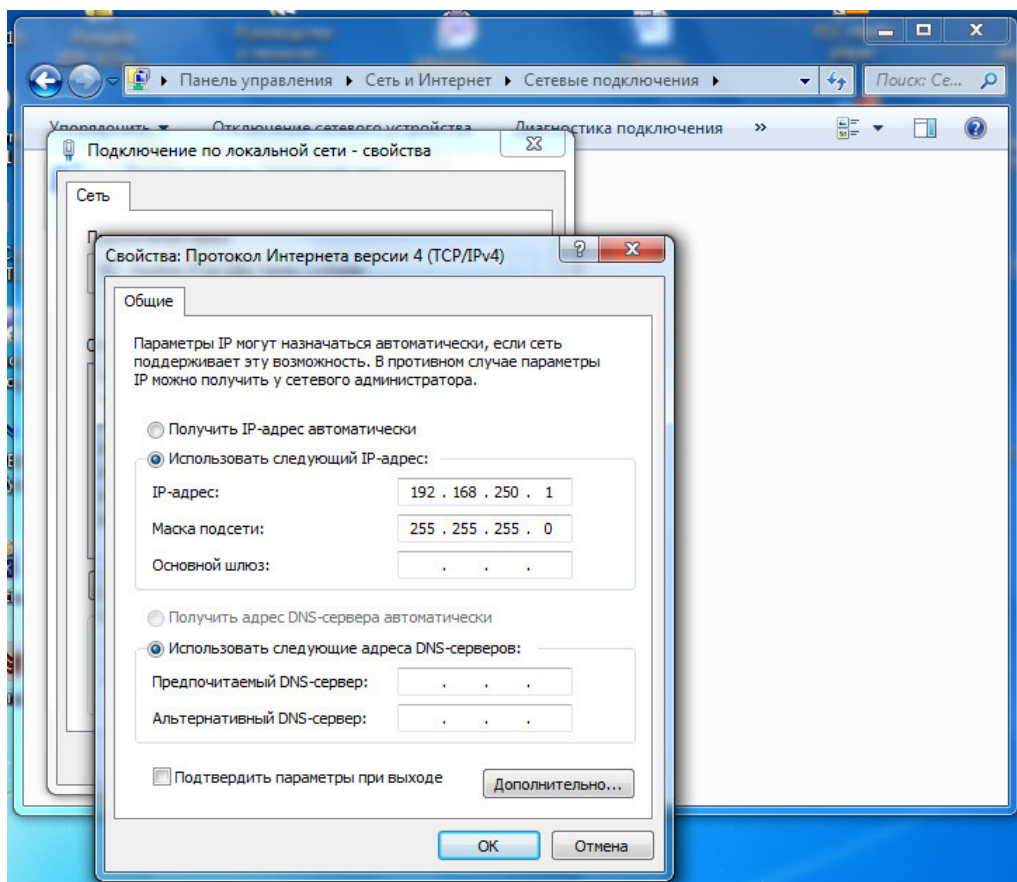 Панель управления ▸ Сеть и Интернет ▸ Сетевые подключения ▸
Поиск: Се...
Упорядочить Отключение сетевого устройства Диагностика подключения »
Подключение по локальной сети - свойства
Сеть
Свойства: Протокол Интернета версии 4 (TCP/IPv4)
Общие
Параметры IP могут назначаться автоматически, если сеть
поддерживает эту возможность. В противном случае параметры
IP можно получить у сетевого администратора.
Получить IP-адрес автоматически
Использовать следующий IP-адрес:
IP-адрес: 192 . 168 . 250 . 1
Маска подсети: 255 . 255 . 255 . 0
Основной шлюз: . . .
Получить адрес DNS-сервера автоматически
Использовать следующие адреса DNS-серверов:
Предпочитаемый DNS-сервер: . . .
Альтернативный DNS-сервер: . . .
Подтвердить параметры при выходе
Дополнительно...
ОК Отмена